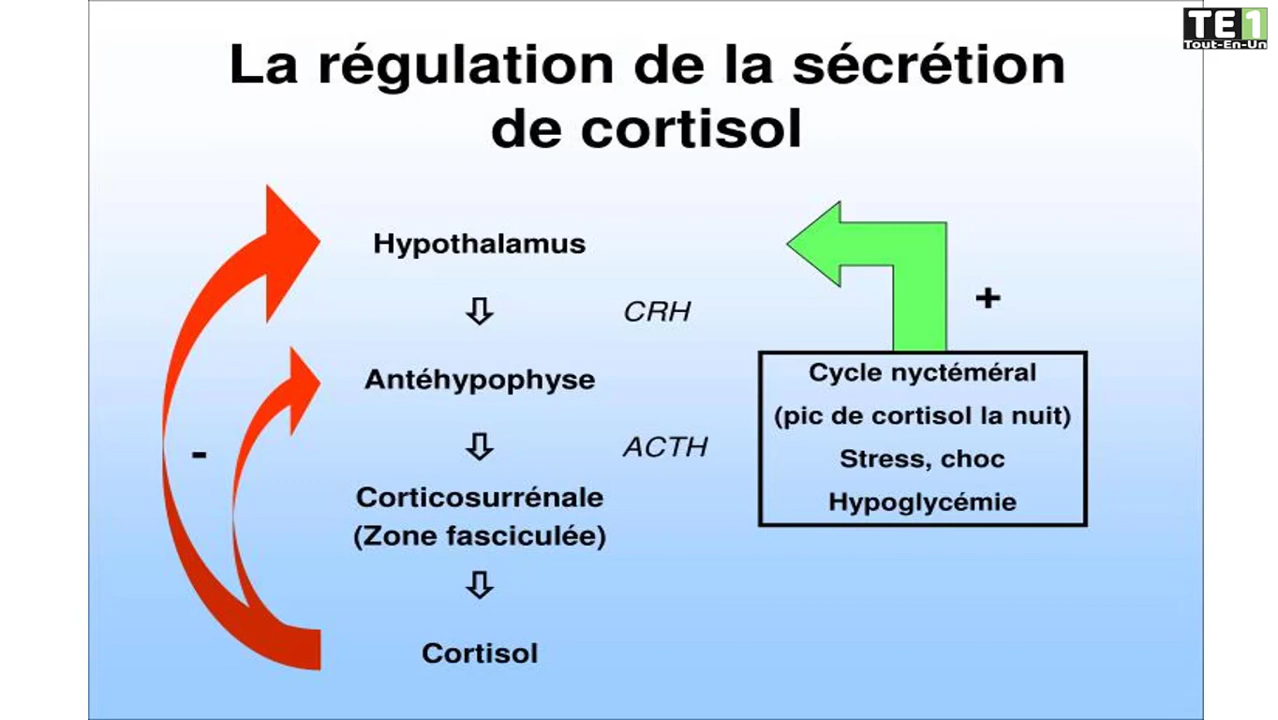 TE1
Tout-En-Un
La régulation de la sécrétion
de cortisol
Hypothalamus
CRH
+
Antéhypophyse
Cycle nyctéméral
(pic de cortisol la nuit)
Stress, choc
Hypoglycémie
-
ACTH
Corticosurrénale
(Zone fasciculée)
Cortisol